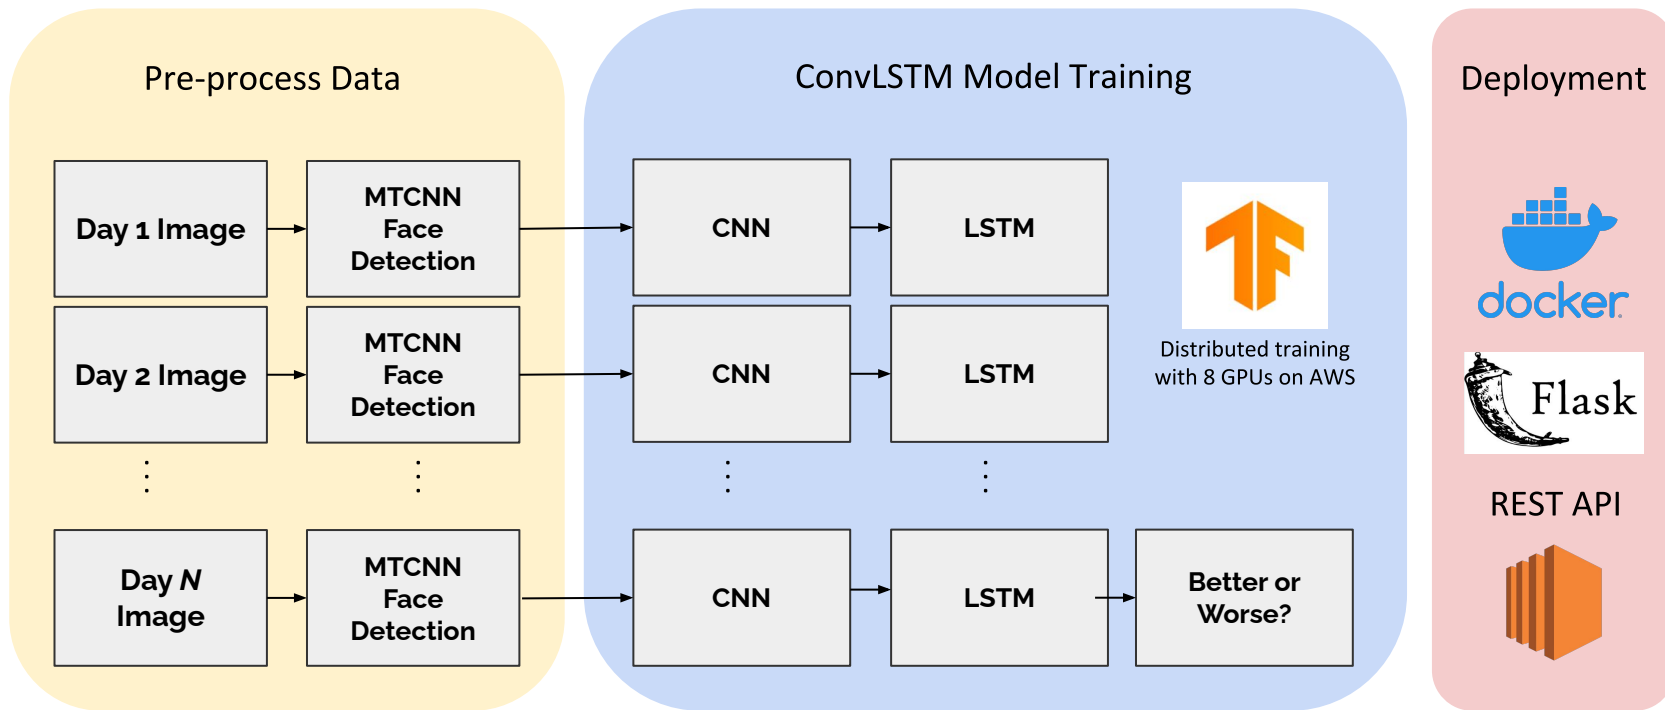 Pre-process Data
ConvLSTM Model Training
Deployment
Day 1 Image
MTCNN
Face
Detection
CNN
LSTM
Day 2 Image
MTCNN
Face
Detection
CNN
LSTM
Distributed training
with 8 GPUs on AWS
docker
Flask
REST API
Day N
Image
MTCNN
Face
Detection
CNN
LSTM
Better or
Worse?